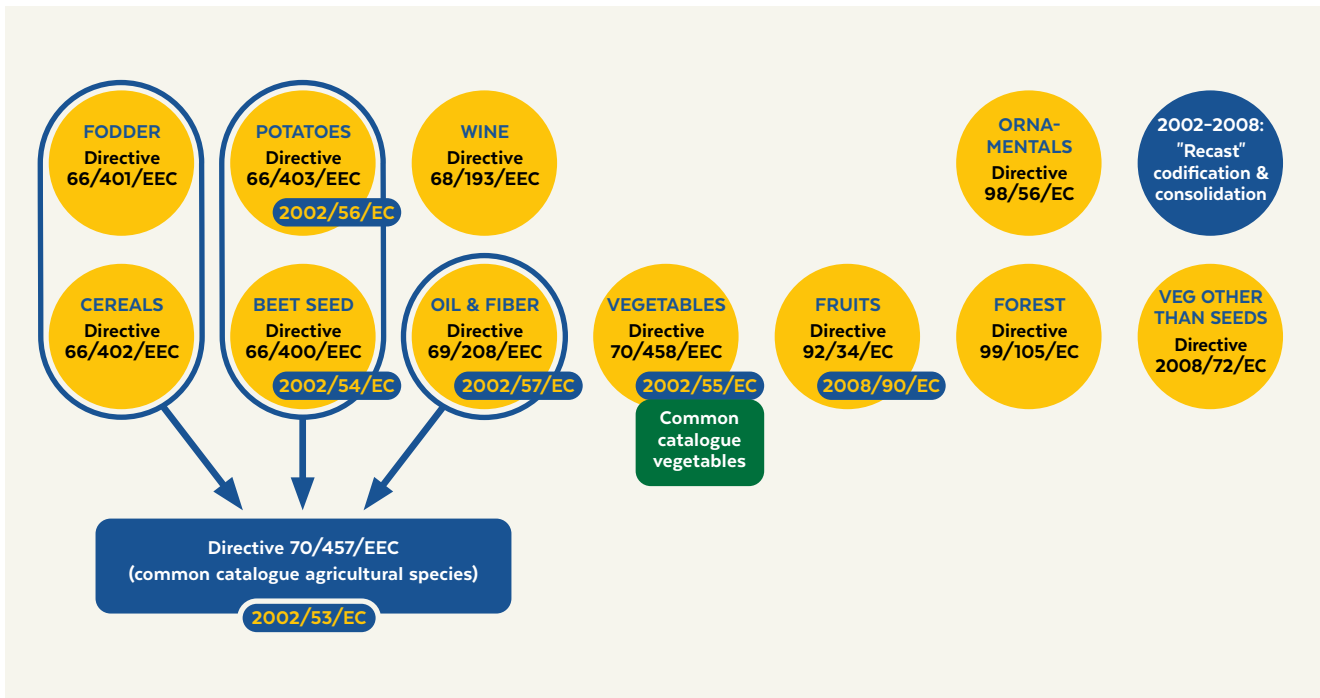 FODDER
Directive
66/401/EEC
POTATOES
Directive
66/403/EEC
2002/56/EC
WINE
Directive
68/193/EEC
ORNA-
MENTALS
Directive
98/56/EC
2002–2008:
"Recast"
codification &
consolidation
CEREALS
Directive
66/402/EEC
BEET SEED
Directive
66/400/EEC
2002/54/EC
OIL & FIBER
Directive
69/208/EEC
2002/57/EC
VEGETABLES
Directive
70/458/EEC
2002/55/EC
Common
catalogue
vegetables
FRUITS
Directive
92/34/EC
2008/90/EC
FOREST
Directive
99/105/EC
VEG OTHER
THAN SEEDS
Directive
2008/72/EC
Directive 70/457/EEC
(common catalogue agricultural species)
2002/53/EC